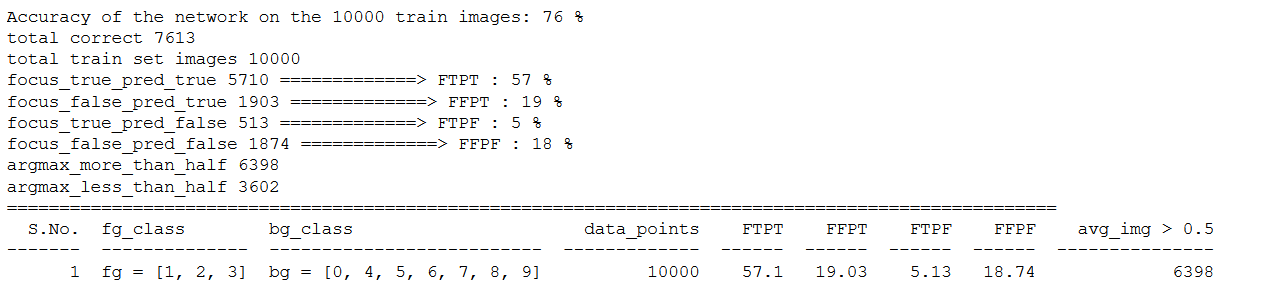 Accuracy of the network on the 10000 train images: 76 %
total correct 7613
total train set images 10000
focus_true_pred_true 5710 =============> FTPT : 57 %
focus_false_pred_true 1903 =============> FFPT : 19 %
focus_true_pred_false 513 =============> FTPF : 5 %
focus_false_pred_false 1874 =============> FFPF : 18 %
argmax_more_than_half 6398
argmax_less_than_half 3602
====================================================================================================
S.No. fg_class bg_class data_points FTPT FFPT FTPF FFPF avg_img > 0.5
------- -------------- -------------------------- ------------- ------ ------ ------ ------ ---------------
1 fg = [1, 2, 3] bg = [0, 4, 5, 6, 7, 8, 9] 10000 57.1 19.03 5.13 18.74 6398